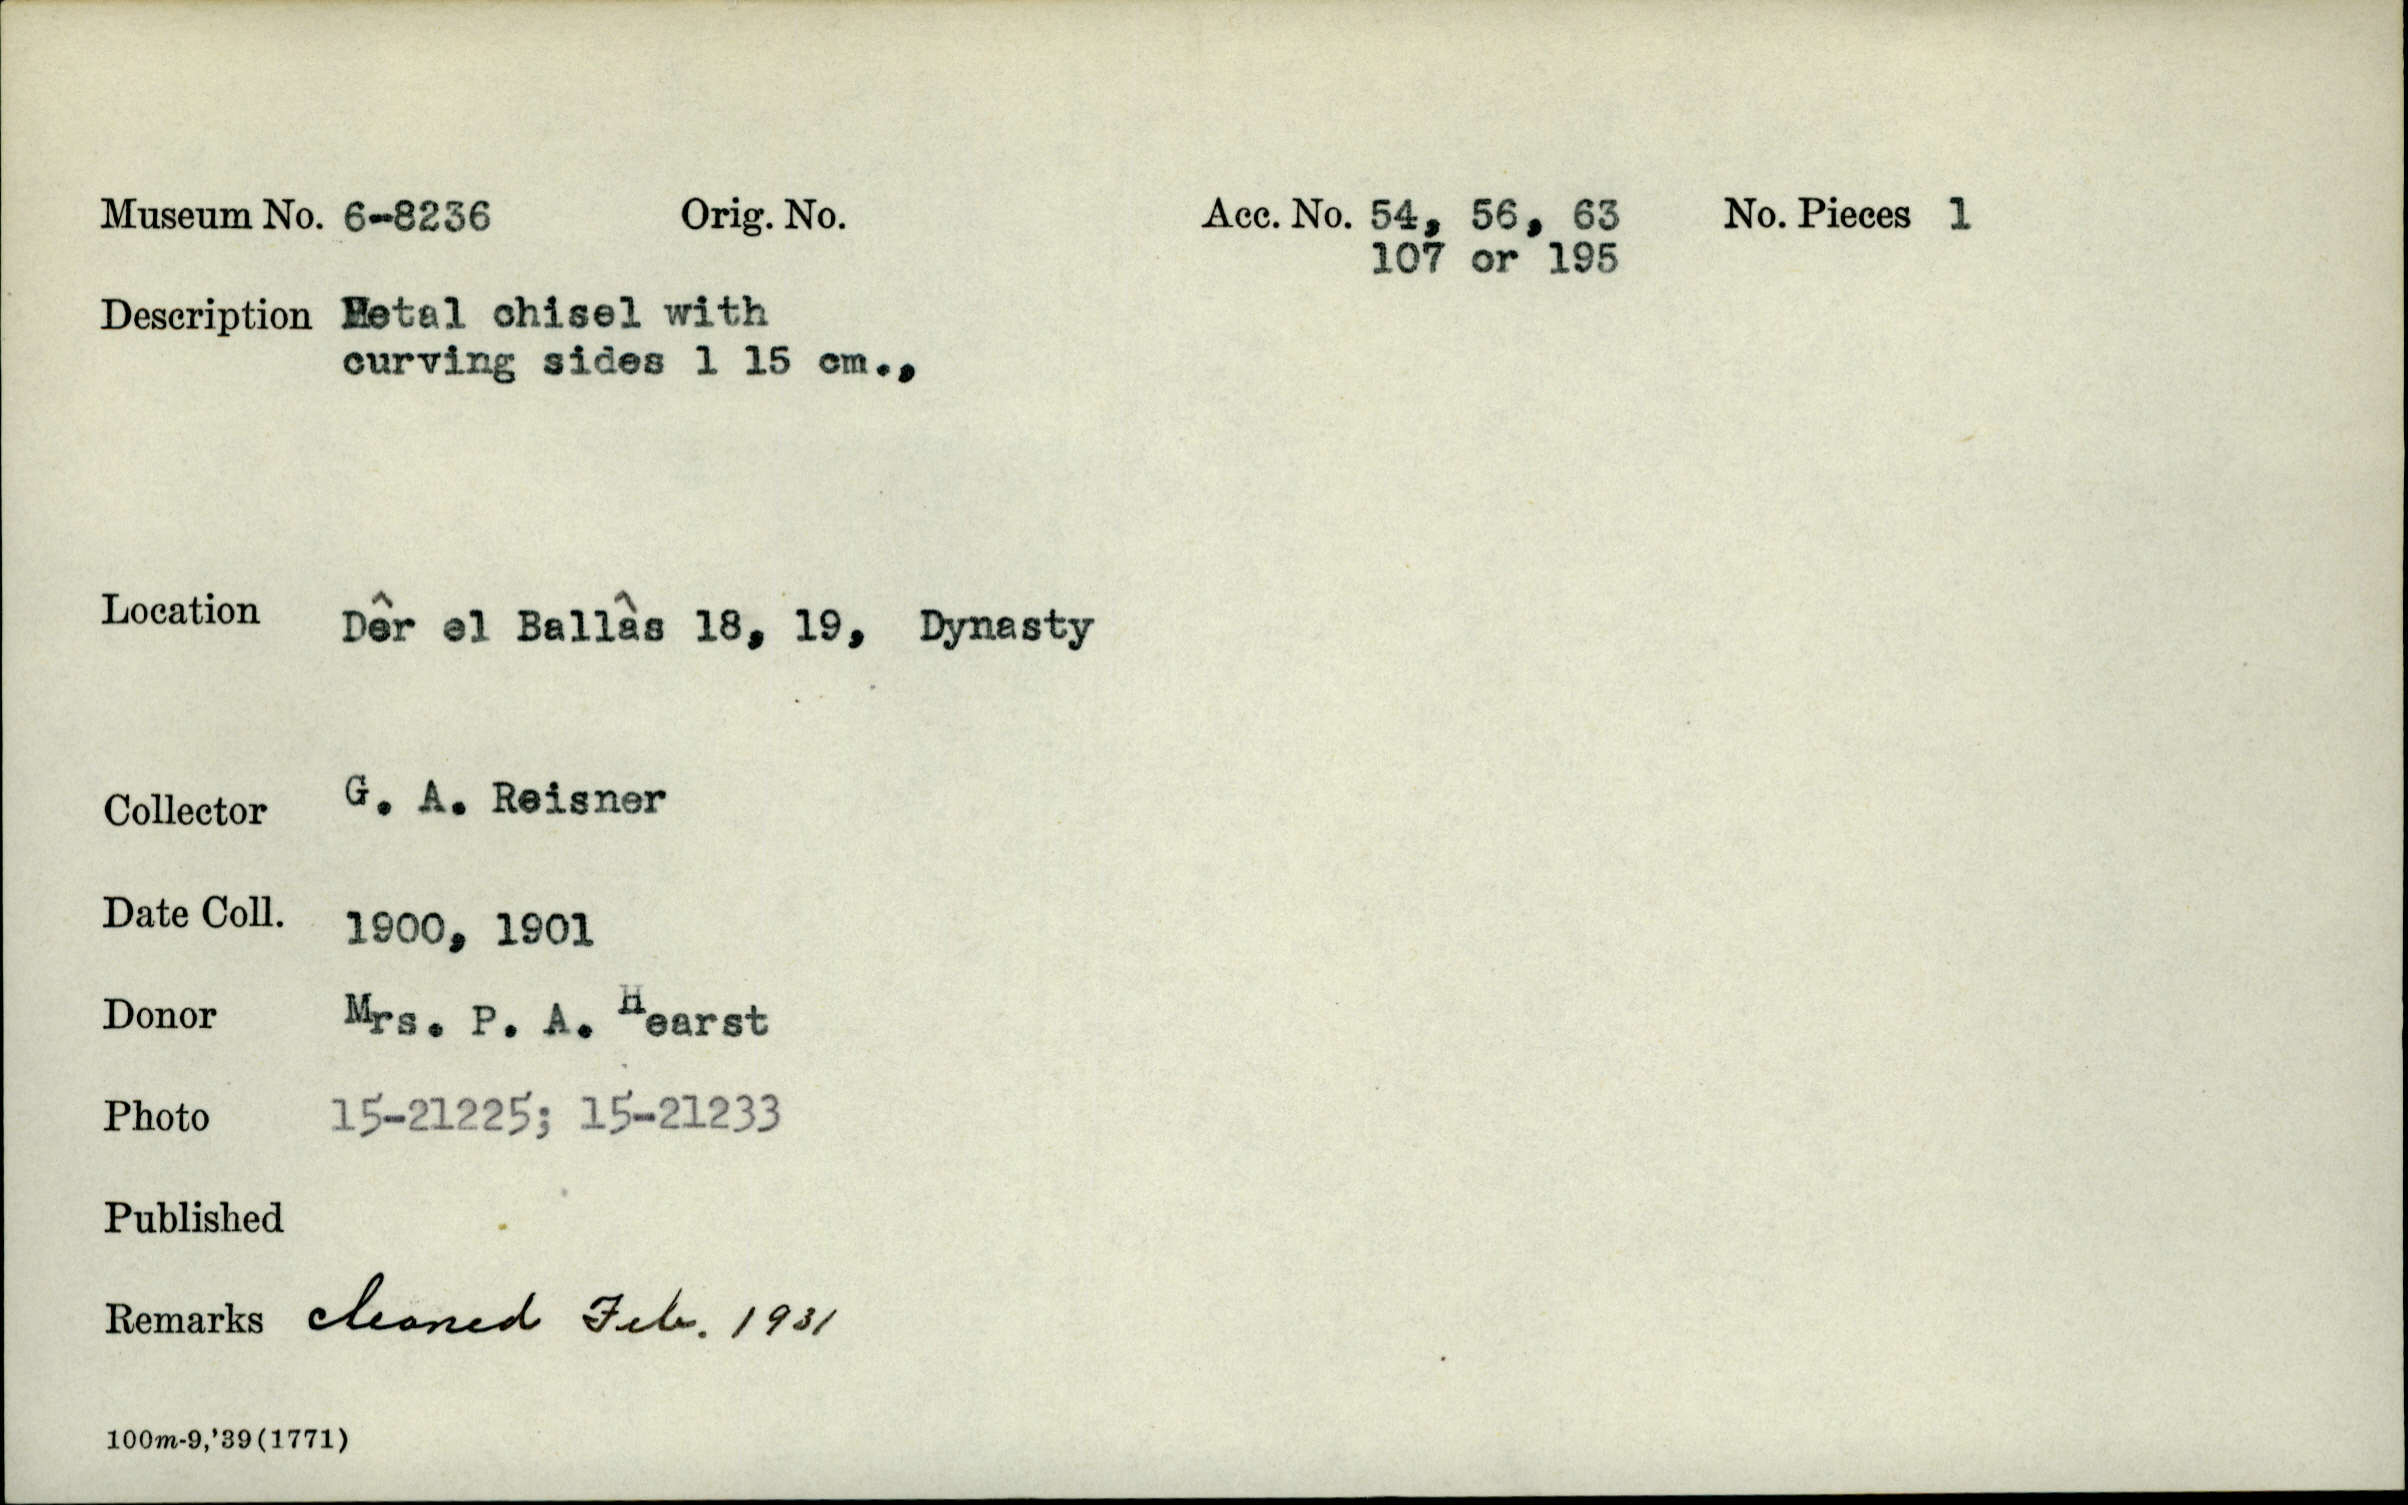 Museum No. 6-8236 Orig. No. Acc. No. 54, 56, 63 No. Pieces 1
107 or 195
Description Metal chisel with
curving sides l 15 cm.,
Location Dêr el Ballâs 18, 19, Dynasty
Collector G. A. Reisner
Date Coll. 1900, 1901
Donor Mrs. P. A. Hearst
Photo 15-21225; 15-21233
Published
Remarks cleaned Feb. 1931
100m-9,'39(1771)